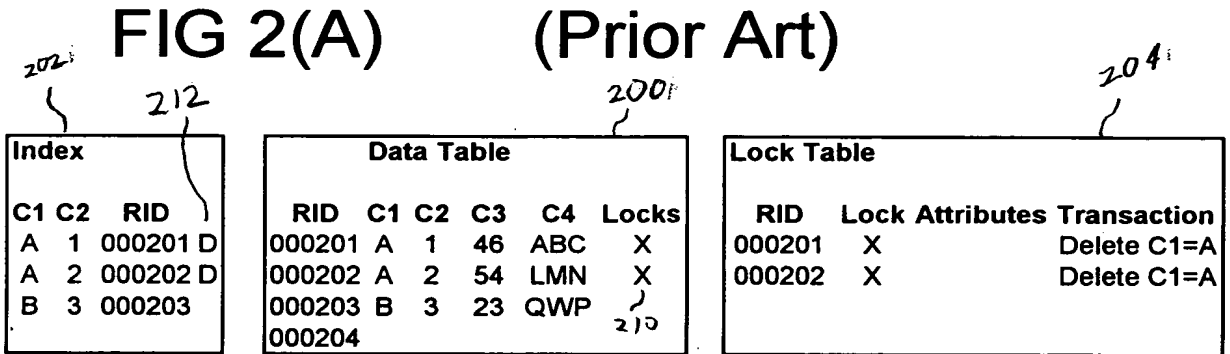 FIG 2(A) (Prior Art)
202
212
200
204
Index
C1 C2 RID
A 1 000201 D
A 2 000202 D
B 3 000203
Data Table
RID C1 C2 C3 C4 Locks
000201 A 1 46 ABC X
000202 A 2 54 LMN X
000203 B 3 23 QWP
210
000204
Lock Table
RID Lock Attributes Transaction
000201 X Delete C1=A
000202 X Delete C1=A